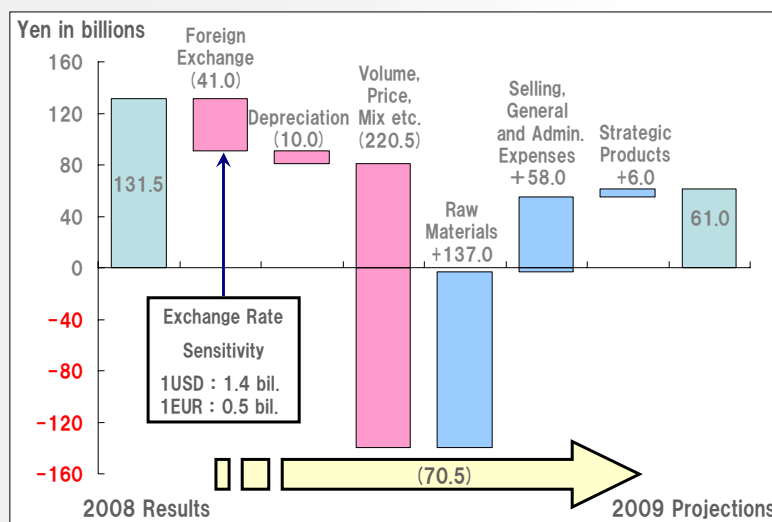 Yen in billions
160
120
80
40
0
-40
-80
-120
-160
131.5
Foreign
Exchange
(41.0)
Depreciation
(10.0)
Volume,
Price,
Mix etc.
(220.5)
Raw
Materials
+137.0
Selling,
General
and Admin.
Expenses
+58.0
Strategic
Products
+6.0
61.0
Exchange Rate
Sensitivity
1USD : 1.4 bil.
1EUR : 0.5 bil.
(70.5)
2008 Results
2009 Projections